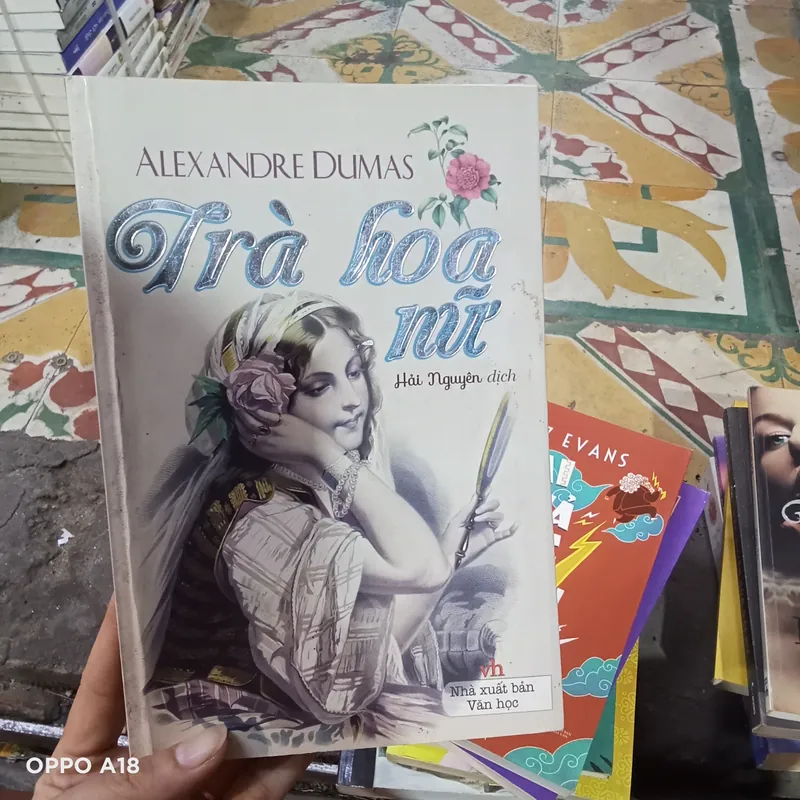 ALEXANDRE DUMAS
Trà hoa
nữ
Hải Nguyên dịch
EVANS
vh
Nhà xuất bản
Văn học
OPPO A18